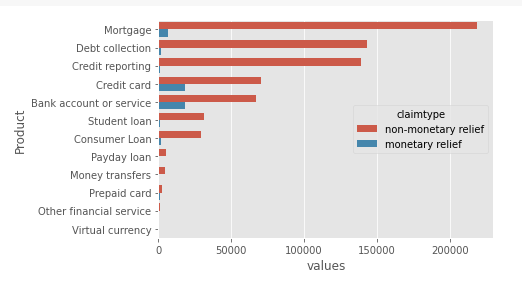 Mortgage
Debt collection
Credit reporting
Credit card
Bank account or service
Student loan
Consumer Loan
Payday loan
Money transfers
Prepaid card
Other financial service
Virtual currency
Product
claimtype
non-monetary relief
monetary relief
0 50000 100000 150000 200000
values